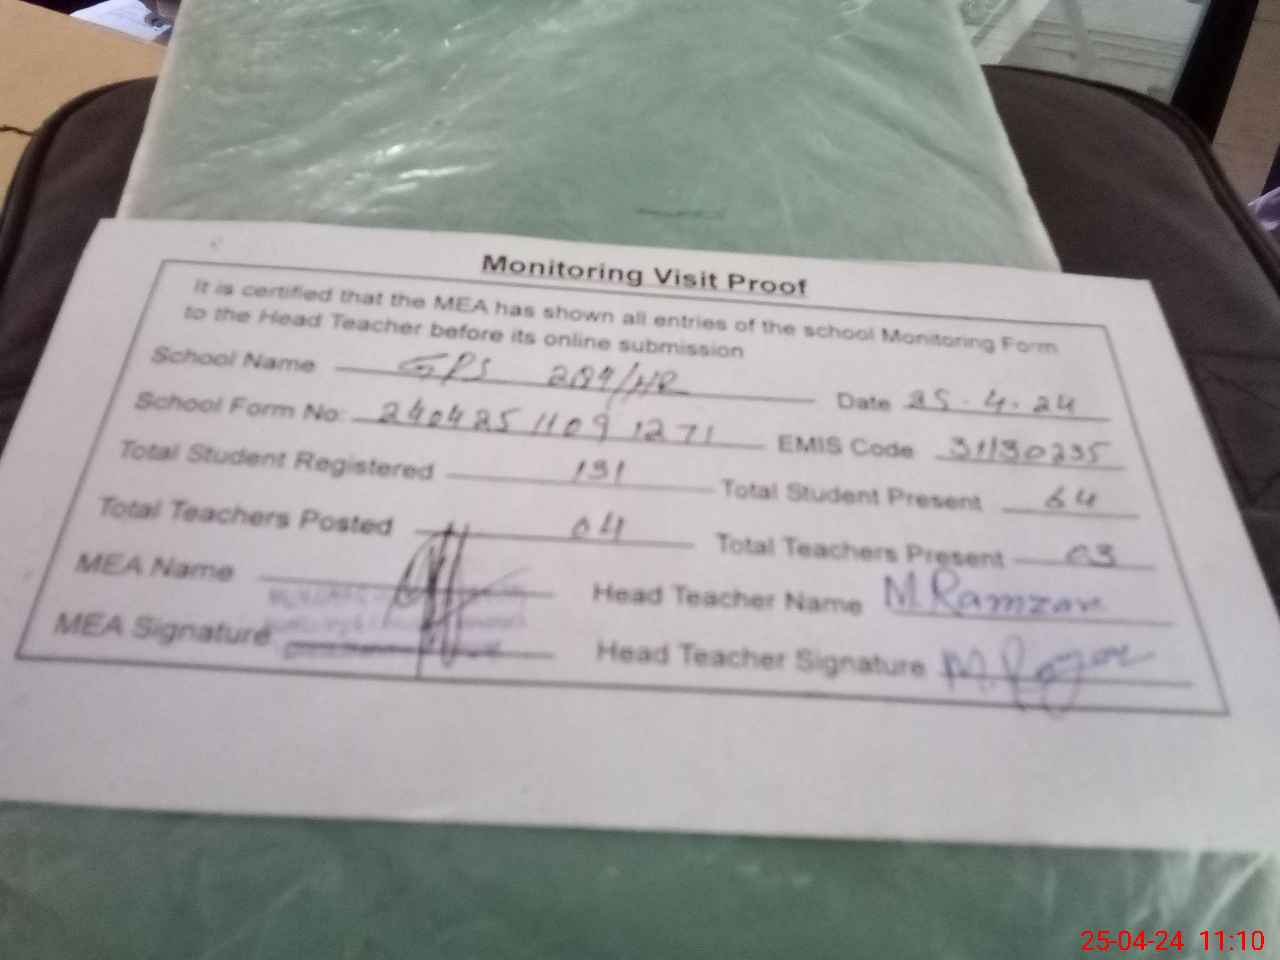 Monitoring Visit Proof
It is certified that the MEA has shown all entries of the school Monitoring Form
to the Head Teacher before its online submission
School Name GPS 289/HR Date 25.4.24
School Form No: 2404251109 1271 EMIS Code 31130235
Total Student Registered 131 Total Student Present 64
Total Teachers Posted 04 Total Teachers Present 03
MEA Name Head Teacher Name M Ramzan
MEA Signature Head Teacher Signature
25-04-24 11:10